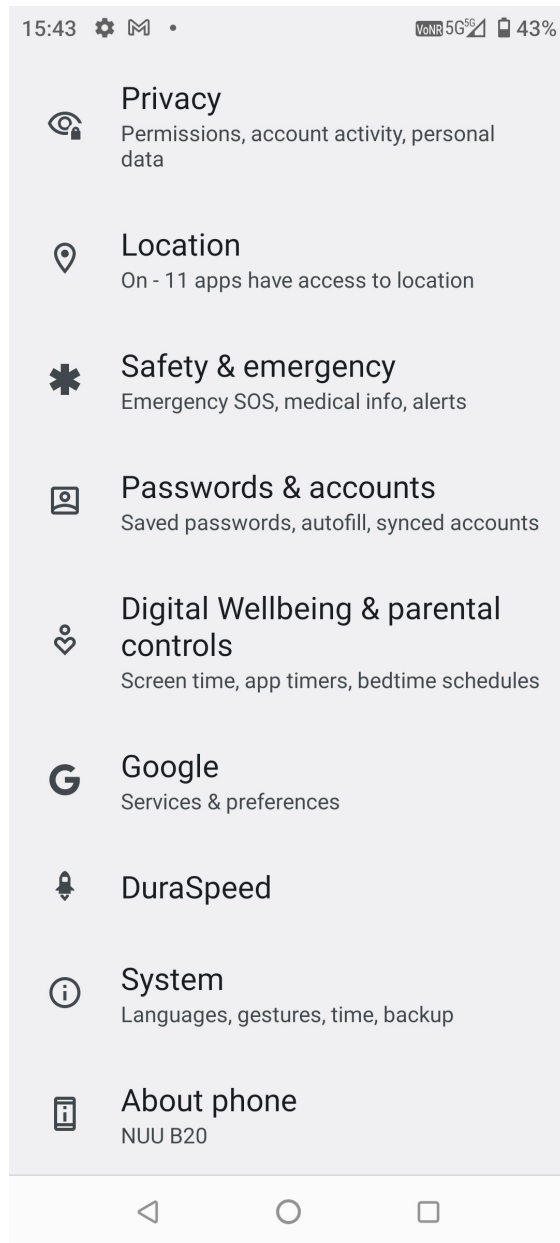 15:43 VoNR 5G 5G 43%
Privacy
Permissions, account activity, personal
data
Location
On - 11 apps have access to location
Safety & emergency
Emergency SOS, medical info, alerts
Passwords & accounts
Saved passwords, autofill, synced accounts
Digital Wellbeing & parental
controls
Screen time, app timers, bedtime schedules
Google
Services & preferences
DuraSpeed
System
Languages, gestures, time, backup
About phone
NUU B20